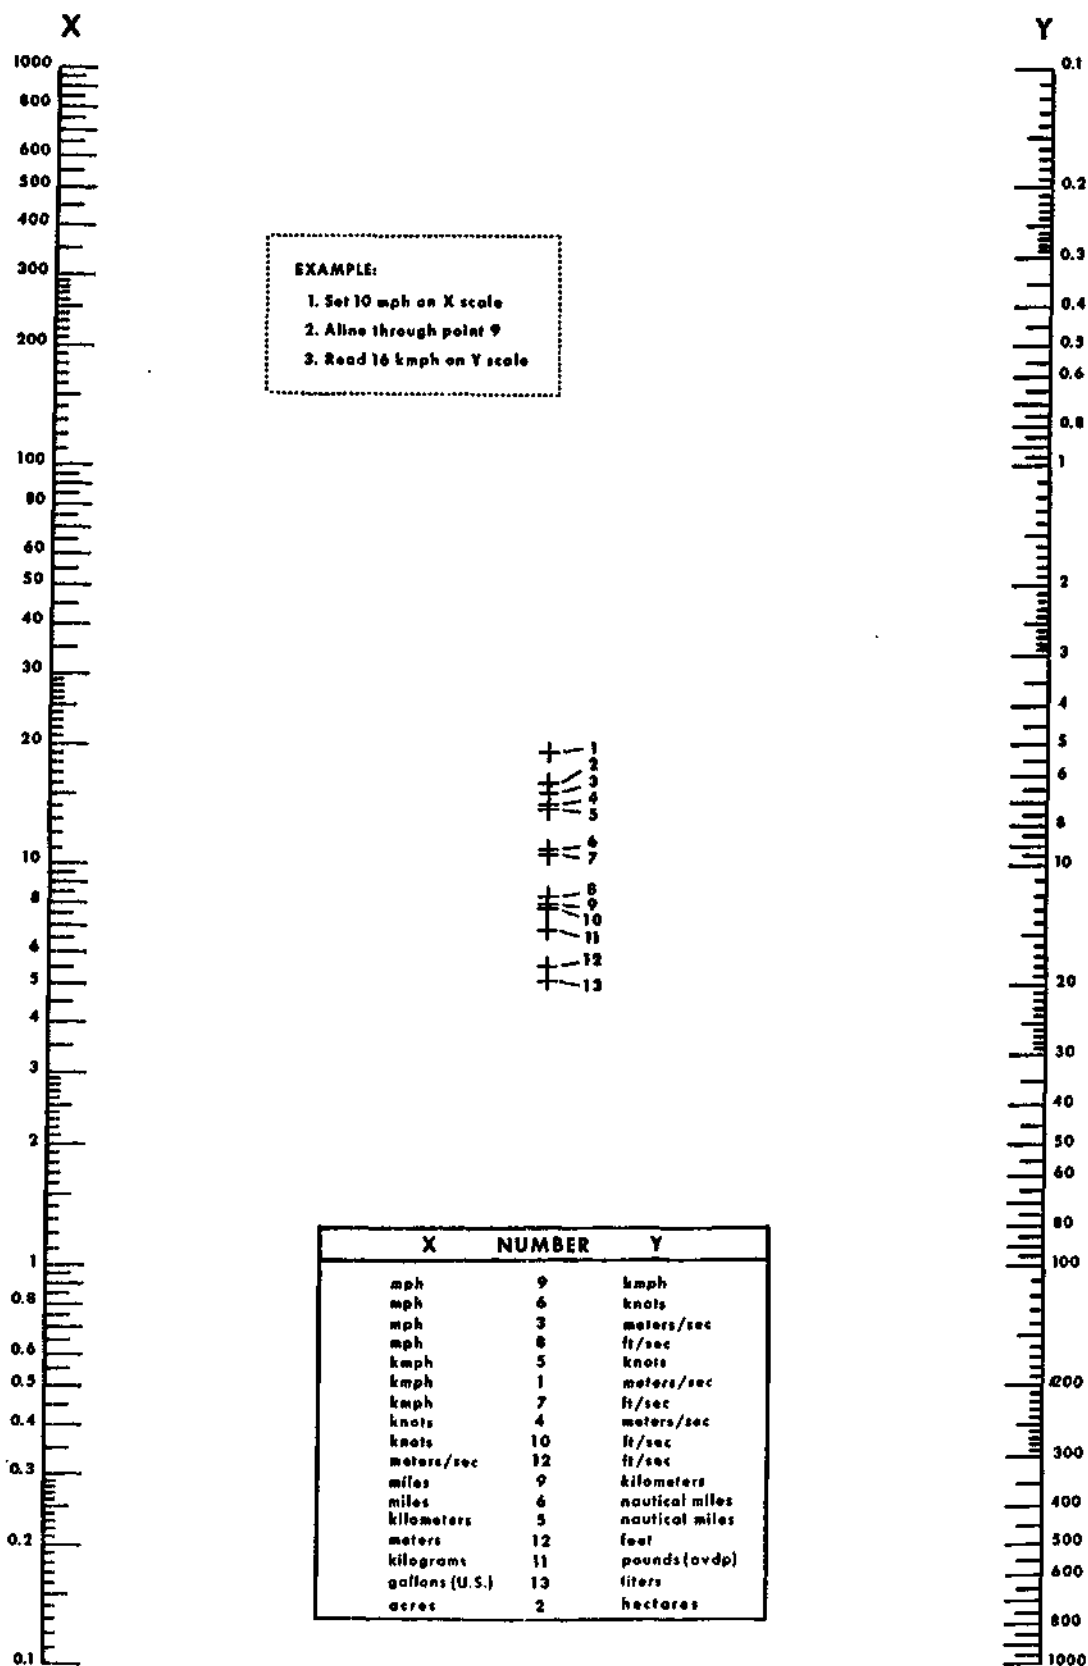 X
Y
1000
800
600
500
400
300
200
100
80
60
50
40
30
20
10
8
6
5
4
3
2
1
0.8
0.6
0.5
0.4
0.3
0.2
0.1
EXAMPLE:
1. Set 10 mph on X scale
2. Aline through point 9
3. Read 16 kmph on Y scale
1
2
3
4
5
6
7
8
9
10
11
12
13
0.1
0.2
0.3
0.4
0.5
0.6
0.8
1
2
3
4
5
6
8
10
20
30
40
50
60
80
100
200
300
400
500
600
800
1000
X NUMBER Y
mph 9 kmph
mph 6 knots
mph 3 meters/sec
mph 8 ft/sec
kmph 5 knots
kmph 1 meters/sec
kmph 7 ft/sec
knots 4 meters/sec
knots 10 ft/sec
meters/sec 12 ft/sec
miles 9 kilometers
miles 6 nautical miles
kilometers 5 nautical miles
meters 12 feet
kilograms 11 pounds (avdp)
gallons (U.S.) 13 liters
acres 2 hectares